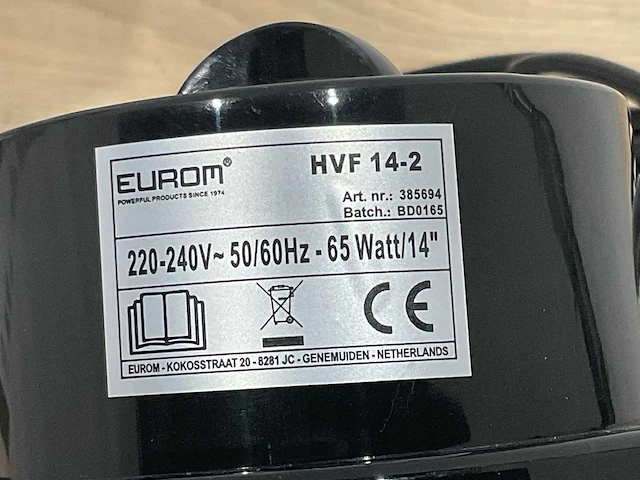 EUROM®
POWERFUL PRODUCTS SINCE 1974
HVF 14-2
Art. nr.: 385694
Batch.: BD0165
220-240V~ 50/60Hz - 65 Watt/14"
CE
EUROM - KOKOSSTRAAT 20 - 8281 JC - GENEMUIDEN - NETHERLANDS